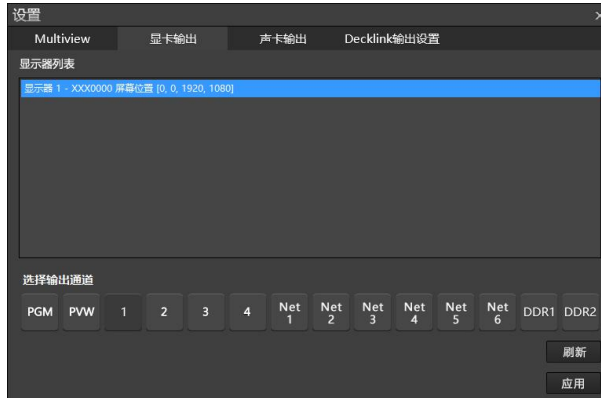 设置
Multiview 显卡输出 声卡输出 Decklink输出设置
显示器列表
显示器 1 - XXX0000 屏幕位置 [0, 0, 1920, 1080]
选择输出通道
PGM PVW 1 2 3 4 Net 1 Net 2 Net 3 Net 4 Net 5 Net 6 DDR1 DDR2
刷新
应用